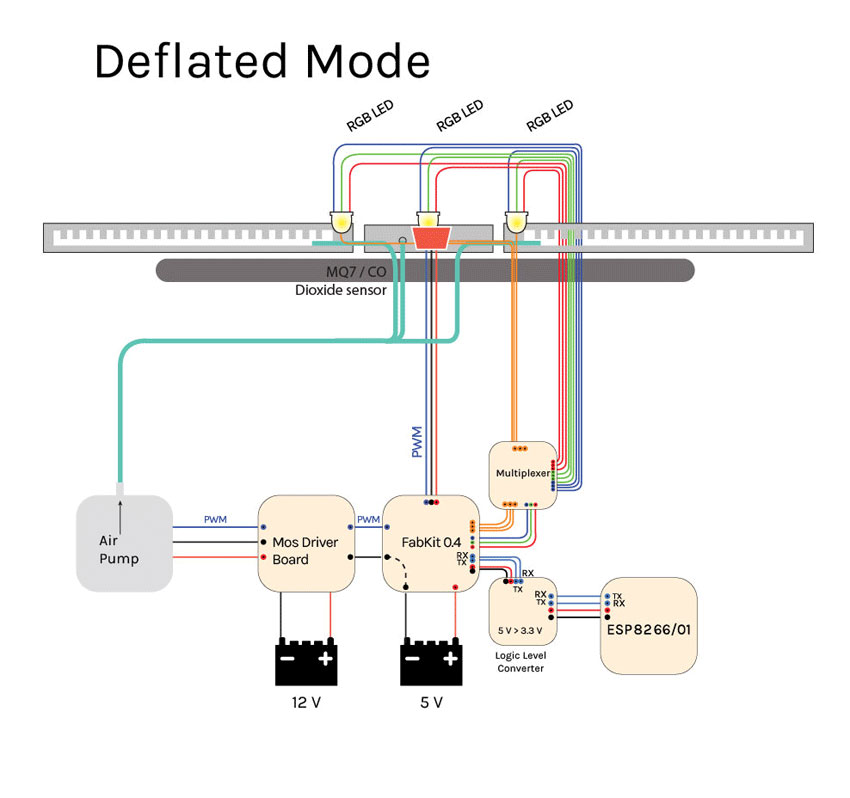 Deflated Mode
RGB LED
RGB LED
RGB LED
MQ7 / CO
Dioxide sensor
PWM
Multiplexer
Air
Pump
PWM
Mos Driver
Board
PWM
FabKit 0.4
RX
TX
RX
TX
RX
TX
5 V > 3.3 V
TX
RX
ESP8266/01
Logic Level
Converter
12 V
5 V